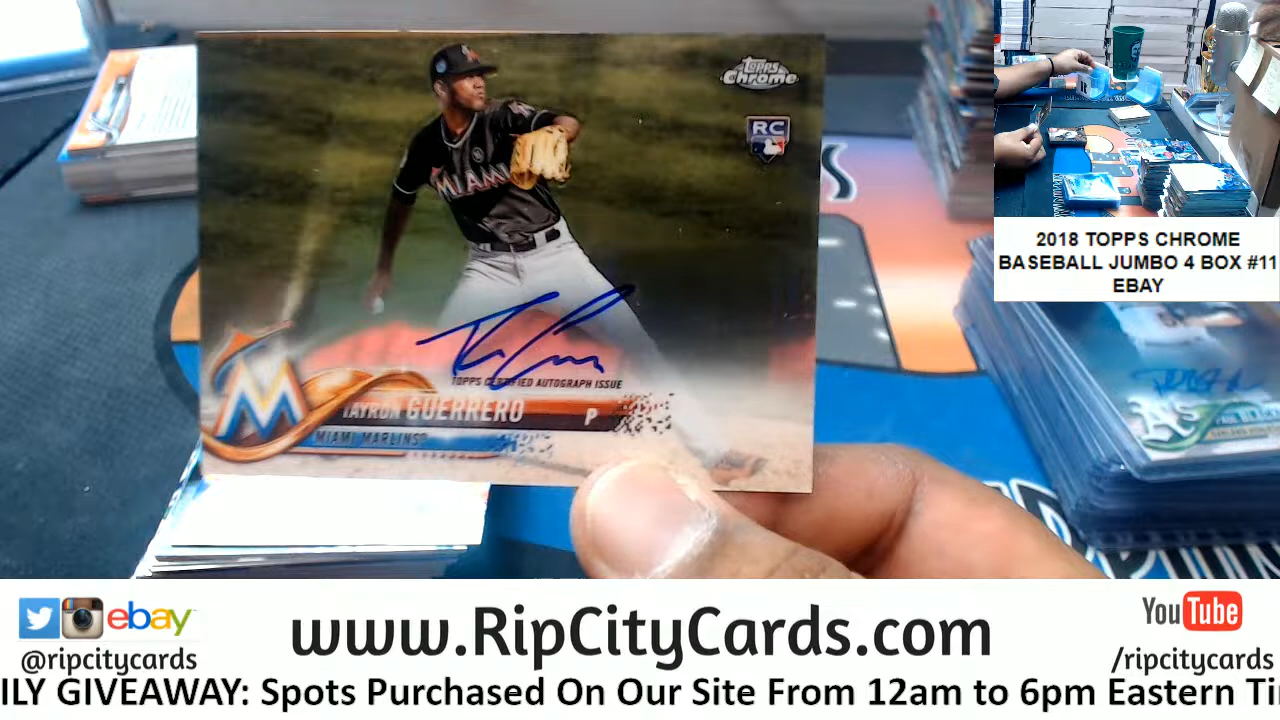 Topps
Chrome
RC
MIAMI
TOPPS CERTIFIED AUTOGRAPH ISSUE
TAYRON GUERRERO P
MIAMI MARLINS
2018 TOPPS CHROME
BASEBALL JUMBO 4 BOX #11
EBAY
ebay
@ripcitycards
www.RipCityCards.com
YouTube
/ripcitycards
ILY GIVEAWAY: Spots Purchased On Our Site From 12am to 6pm Eastern Ti